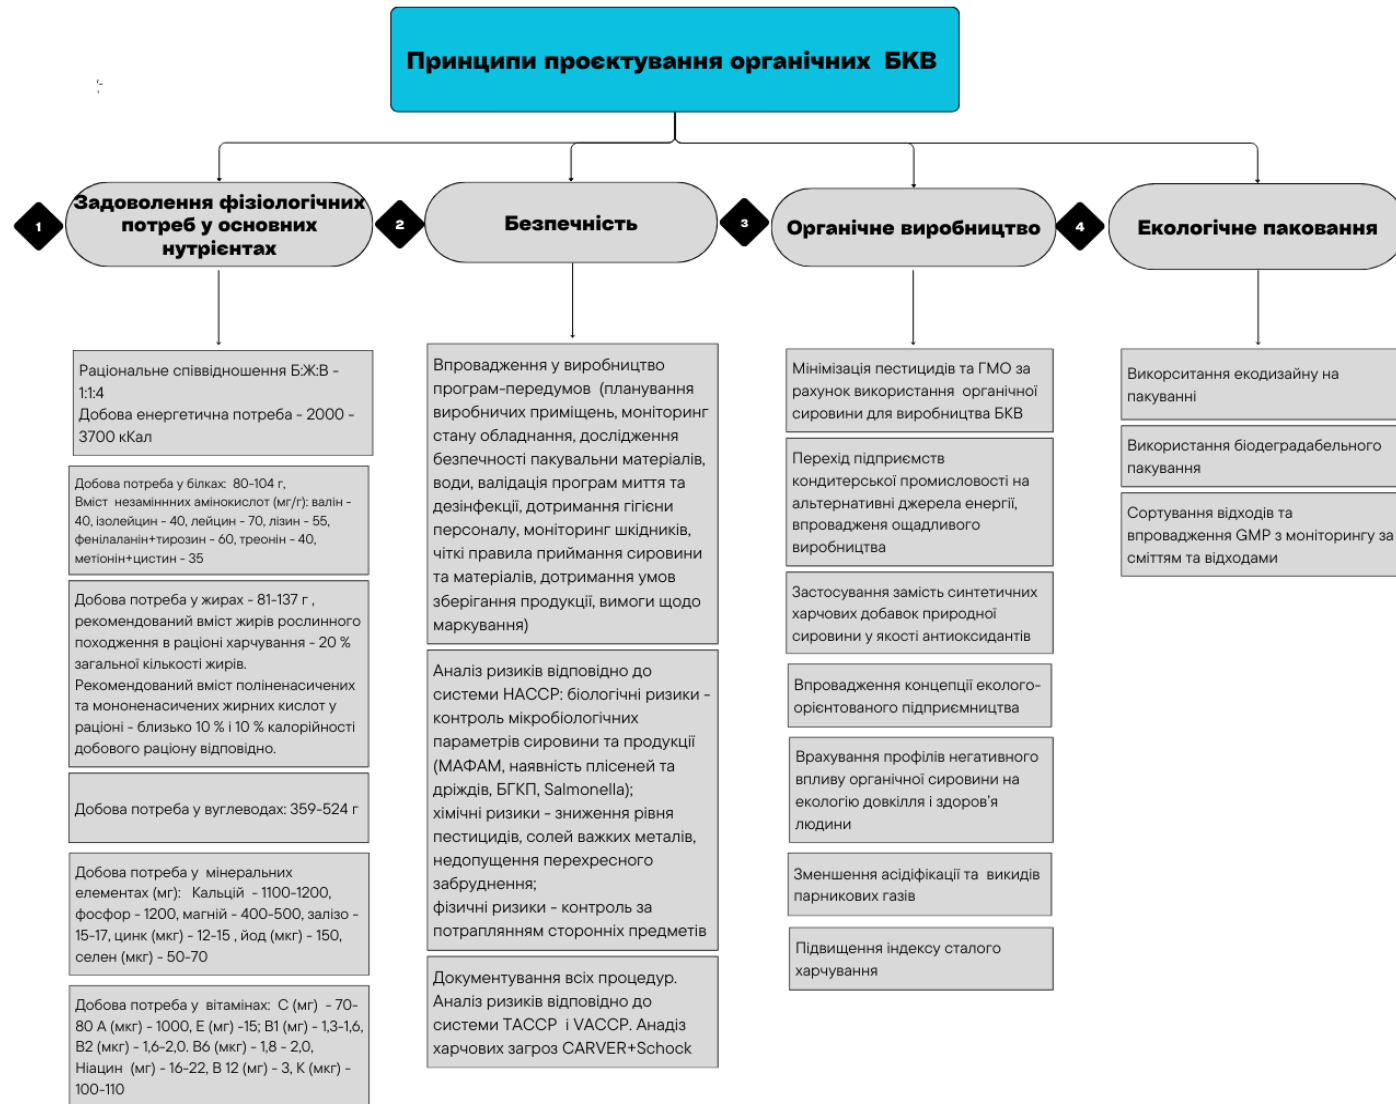 Принципи проєктування органічних БКВ
1
Задоволення фізіологічних
потреб у основних
нутрієнтах
Раціональне співвідношення Б:Ж:В -
1:1:4
Добова енергетична потреба - 2000 -
3700 кКал
Добова потреба у білках: 80-104 г,
Вміст незаміннних амінокислот (мг/г): валін -
40, ізолейцин - 40, лейцин - 70, лізин - 55,
фенілаланін+тирозин - 60, треонін - 40,
метіонін+цистин - 35
Добова потреба у жирах - 81-137 г ,
рекомендований вміст жирів рослинного
походження в раціоні харчування - 20 %
загальної кількості жирів.
Рекомендований вміст поліненасичених
та мононенасичених жирних кислот у
раціоні - близько 10 % і 10 % калорійності
добового раціону відповідно.
Добова потреба у вуглеводах: 359-524 г
Добова потреба у мінеральних
елементах (мг): Кальцій - 1100-1200,
фосфор - 1200, магній - 400-500, залізо -
15-17, цинк (мкг) - 12-15 , йод (мкг) - 150,
селен (мкг) - 50-70
Добова потреба у вітамінах: С (мг) - 70-
80 А (мкг) - 1000, Е (мг) -15; В1 (мг) - 1,3-1,6,
В2 (мкг) - 1,6-2,0. В6 (мкг) - 1,8 - 2,0,
Ніацин (мг) - 16-22, В 12 (мг) - 3, К (мкг) -
100-110
2
Безпечність
Впровадження у виробництво
програм-передумов (планування
виробничих приміщень, моніторинг
стану обладнання, дослідження
безпечності пакувальни матеріалів,
води, валідація програм миття та
дезінфекції, дотримання гігієни
персоналу, моніторинг шкідників,
чіткі правила приймання сировини
та матеріалів, дотримання умов
зберігання продукції, вимоги щодо
маркування)
Аналіз ризиків відповідно до
системи НАССР: біологічні ризики -
контроль мікробіологічних
параметрів сировини та продукції
(МАФАМ, наявність плісеней та
дріждів, БГКП, Salmonella);
хімічні ризики - зниження рівня
пестицидів, солей важких металів,
недопущення перехресного
забруднення;
фізичні ризики - контроль за
потраплянням сторонніх предметів
Документування всіх процедур.
Аналіз ризиків відповідно до
системи TACCP і VACCP. Анадіз
харчових загроз CARVER+Schock
3
Органічне виробництво
Мінімізація пестицидів та ГМО за
рахунок використання органічної
сировини для виробництва БКВ
Перехід підприємств
кондитерської промисловості на
альтернативні джерела енергії,
впровадженя ощадливого
виробництва
Застосування замість синтетичних
харчових добавок природної
сировини у якості антиоксидантів
Впровадження концепції еколого-
орієнтованого підприємництва
Врахування профілів негативного
впливу органічної сировини на
екологію довкілля і здоров'я
людини
Зменшення асідіфікації та викидів
парникових газів
Підвищення індексу сталого
харчування
4
Екологічне паковання
Викорситання екодизайну на
пакуванні
Використання біодеградабельного
пакування
Сортування відходів та
впровадження GMP з моніторингу за
сміттям та відходами